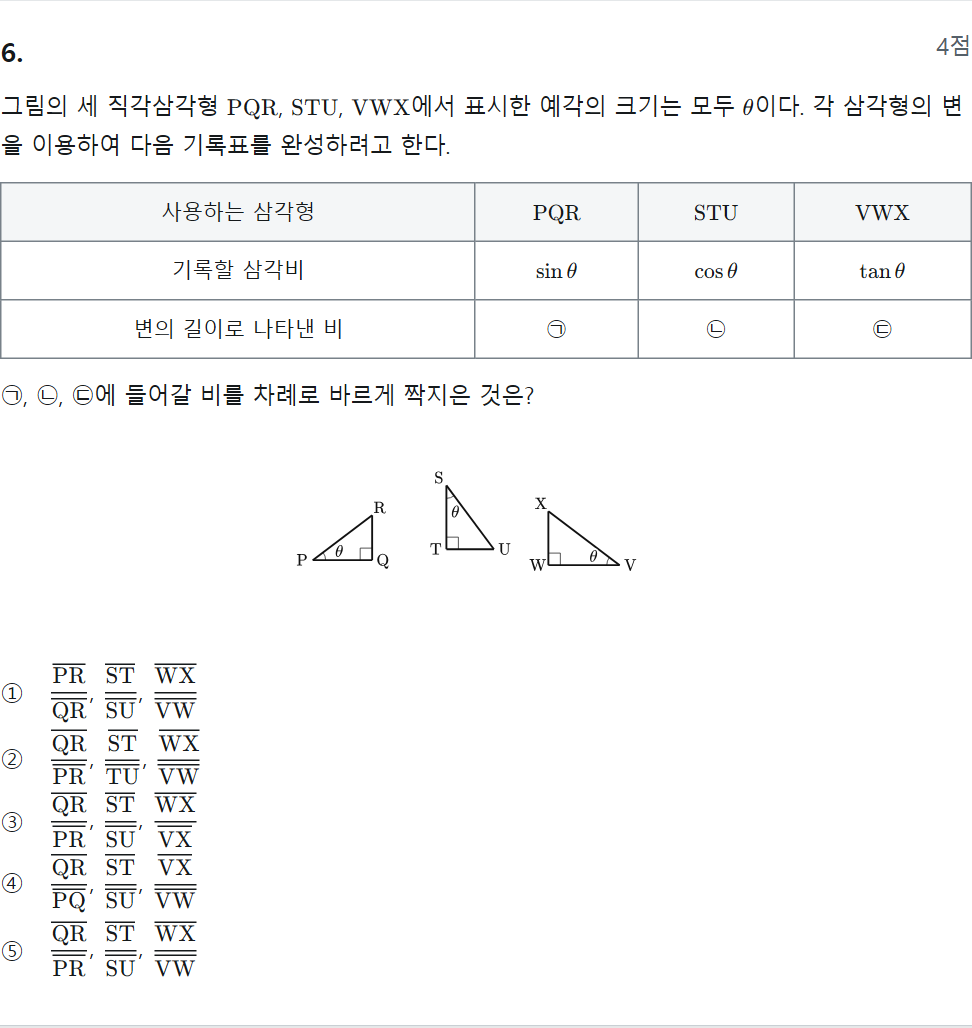 6.
4점
그림의 세 직각삼각형 PQR, STU, VWX에서 표시한 예각의 크기는 모두 θ이다. 각 삼각형의 변
을 이용하여 다음 기록표를 완성하려고 한다.
사용하는 삼각형 PQR STU VWX
기록할 삼각비 sin θ cos θ tan θ
변의 길이로 나타낸 비 ㉠ ㉡ ㉢
㉠, ㉡, ㉢에 들어갈 비를 차례로 바르게 짝지은 것은?
S
R
X
θ
θ
P
Q
T
U
θ
W
V
① PR/QR, ST/SU, WX/VW
② QR/PR, ST/TU, WX/VW
③ QR/PR, ST/SU, WX/VX
④ QR/PQ, ST/SU, VX/VW
⑤ QR/PR, ST/SU, WX/VW